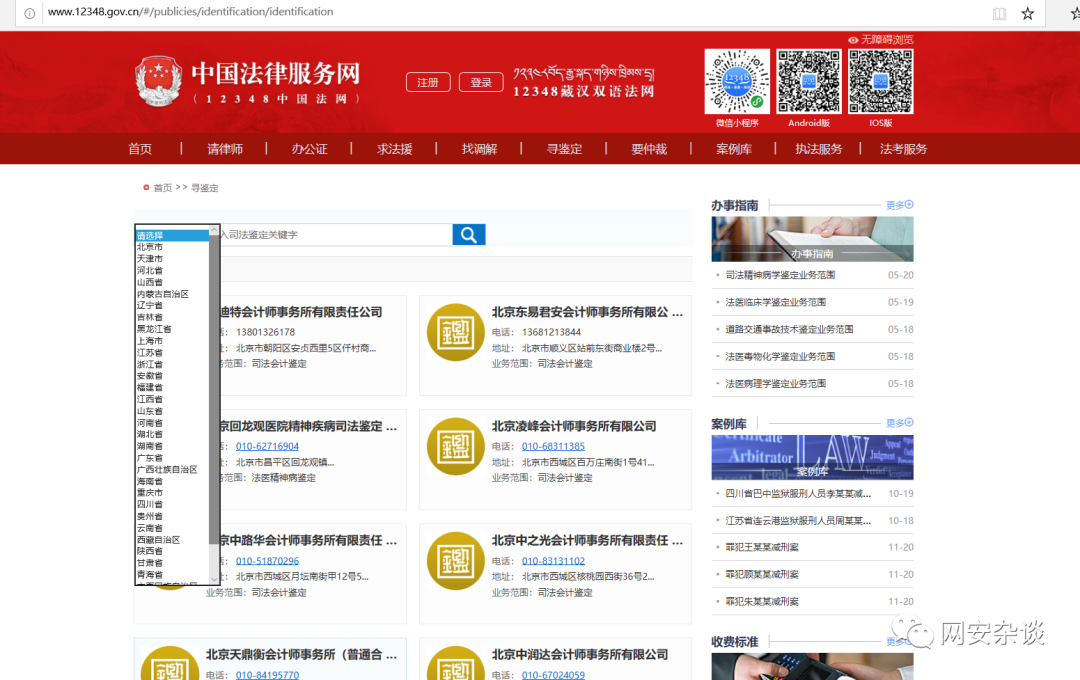 www.12348.gov.cn/#/publicies/identification/identification
无障碍浏览
中国法律服务网
(12348中国法网)
注册
登录
12348藏汉双语法网
微信小程序
Android版
IOS版
首页 | 请律师 | 办公证 | 求法援 | 找调解 | 寻鉴定 | 要仲裁 | 案例库 | 执法服务 | 法考服务
首页 >> 寻鉴定
请选择
北京市
天津市
河北省
山西省
内蒙古自治区
辽宁省
吉林省
黑龙江省
上海市
江苏省
浙江省
安徽省
福建省
江西省
山东省
河南省
湖北省
湖南省
广东省
广西壮族自治区
海南省
重庆市
四川省
贵州省
云南省
西藏自治区
陕西省
甘肃省
青海省
入司法鉴定关键字
迪特会计师事务所有限责任公司
13801326178
北京市朝阳区安贞西里5区仟村商...
范围:司法会计鉴定
北京东易君安会计师事务所有限公 ...
电话: 13681213844
地址: 北京市顺义区站前东街商业楼2号...
业务范围:司法会计鉴定
京回龙观医院精神疾病司法鉴定 ...
010-62716904
北京市昌平区回龙观镇...
范围:法医精神病鉴定
北京凌峰会计师事务所有限公司
电话: 010-68311385
地址: 北京市西城区百万庄南街1号41...
业务范围:司法会计鉴定
京中路华会计师事务所有限责任 ...
010-51870296
北京市西城区月坛南街甲12号5...
业务范围:司法会计鉴定
北京中之光会计师事务所有限责任 ...
电话: 010-83131102
地址: 北京市西城区核桃园西街36号2...
业务范围:司法会计鉴定
北京天鼎衡会计师事务所(普通合 ...
电话: 010-84195770
北京中润达会计师事务所有限公司
电话: 010-67024059
鑑
鑑
鑑
鑑
鑑
办事指南
更多
办事指南
司法精神病学鉴定业务范围 05-20
法医临床学鉴定业务范围 05-19
道路交通事故技术鉴定业务范围 05-18
法医毒物化学鉴定业务范围 05-18
法医病理学鉴定业务范围 05-18
案例库
更多
Certificate
Arbitrator
LAW
Appeal
Judgment
案例库
四川省巴中监狱服刑人员李某某减... 10-19
江苏省连云港监狱服刑人员周某某... 10-18
罪犯王某某减刑案 11-20
罪犯顾某某减刑案 11-20
罪犯朱某某减刑案 11-20
收费标准
更多
网安杂谈